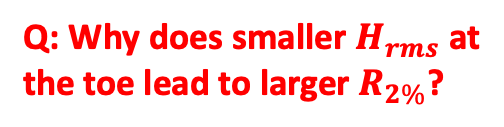 Q: Why does smaller H_rms at
the toe lead to larger R_2%?